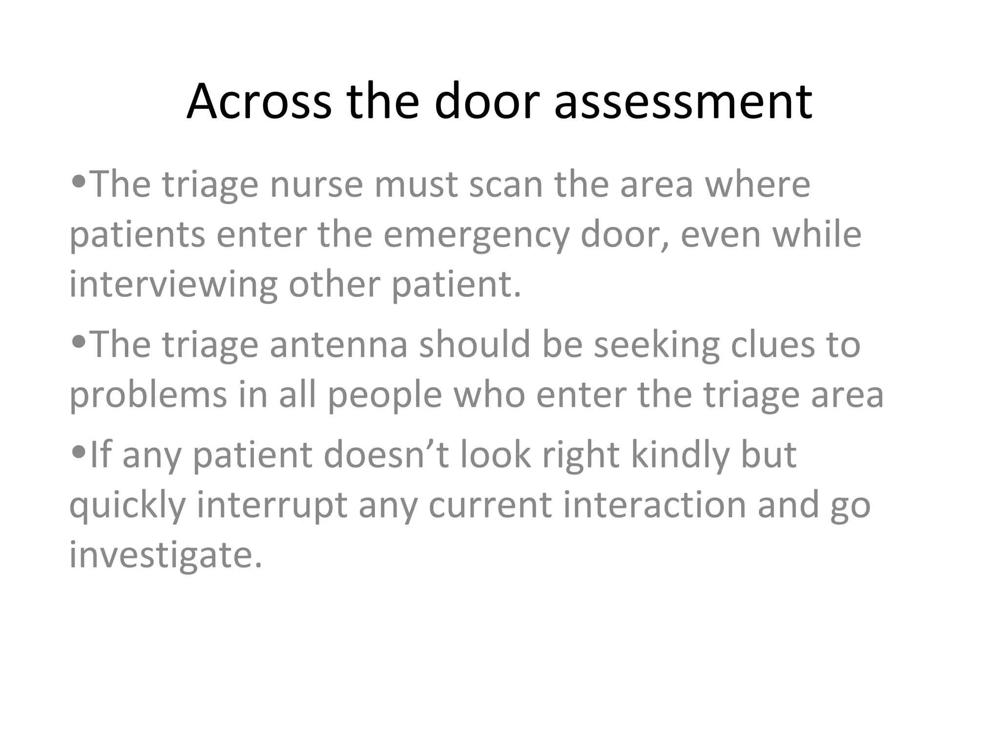 Across the door assessment
•The triage nurse must scan the area where
patients enter the emergency door, even while
interviewing other patient.
•The triage antenna should be seeking clues to
problems in all people who enter the triage area
•If any patient doesn’t look right kindly but
quickly interrupt any current interaction and go
investigate.